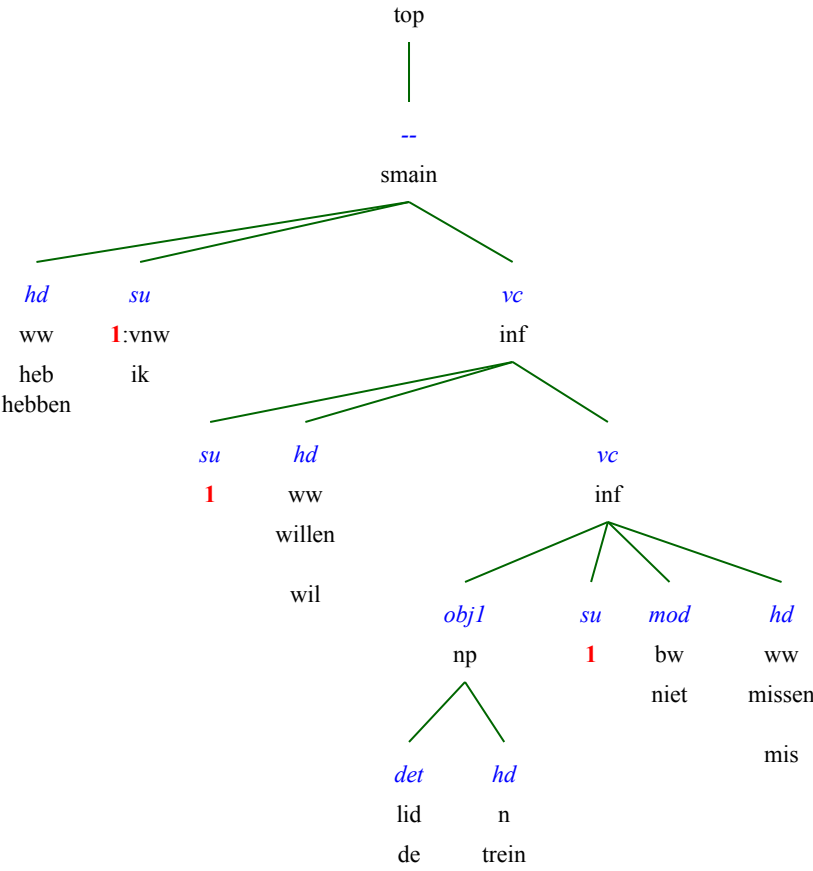 top
--
smain
hd su vc
ww 1:vnw inf
heb ik
hebben
su hd vc
1 ww inf
willen
wil
obj1 su mod hd
np 1 bw ww
niet missen
mis
det hd
lid n
de trein